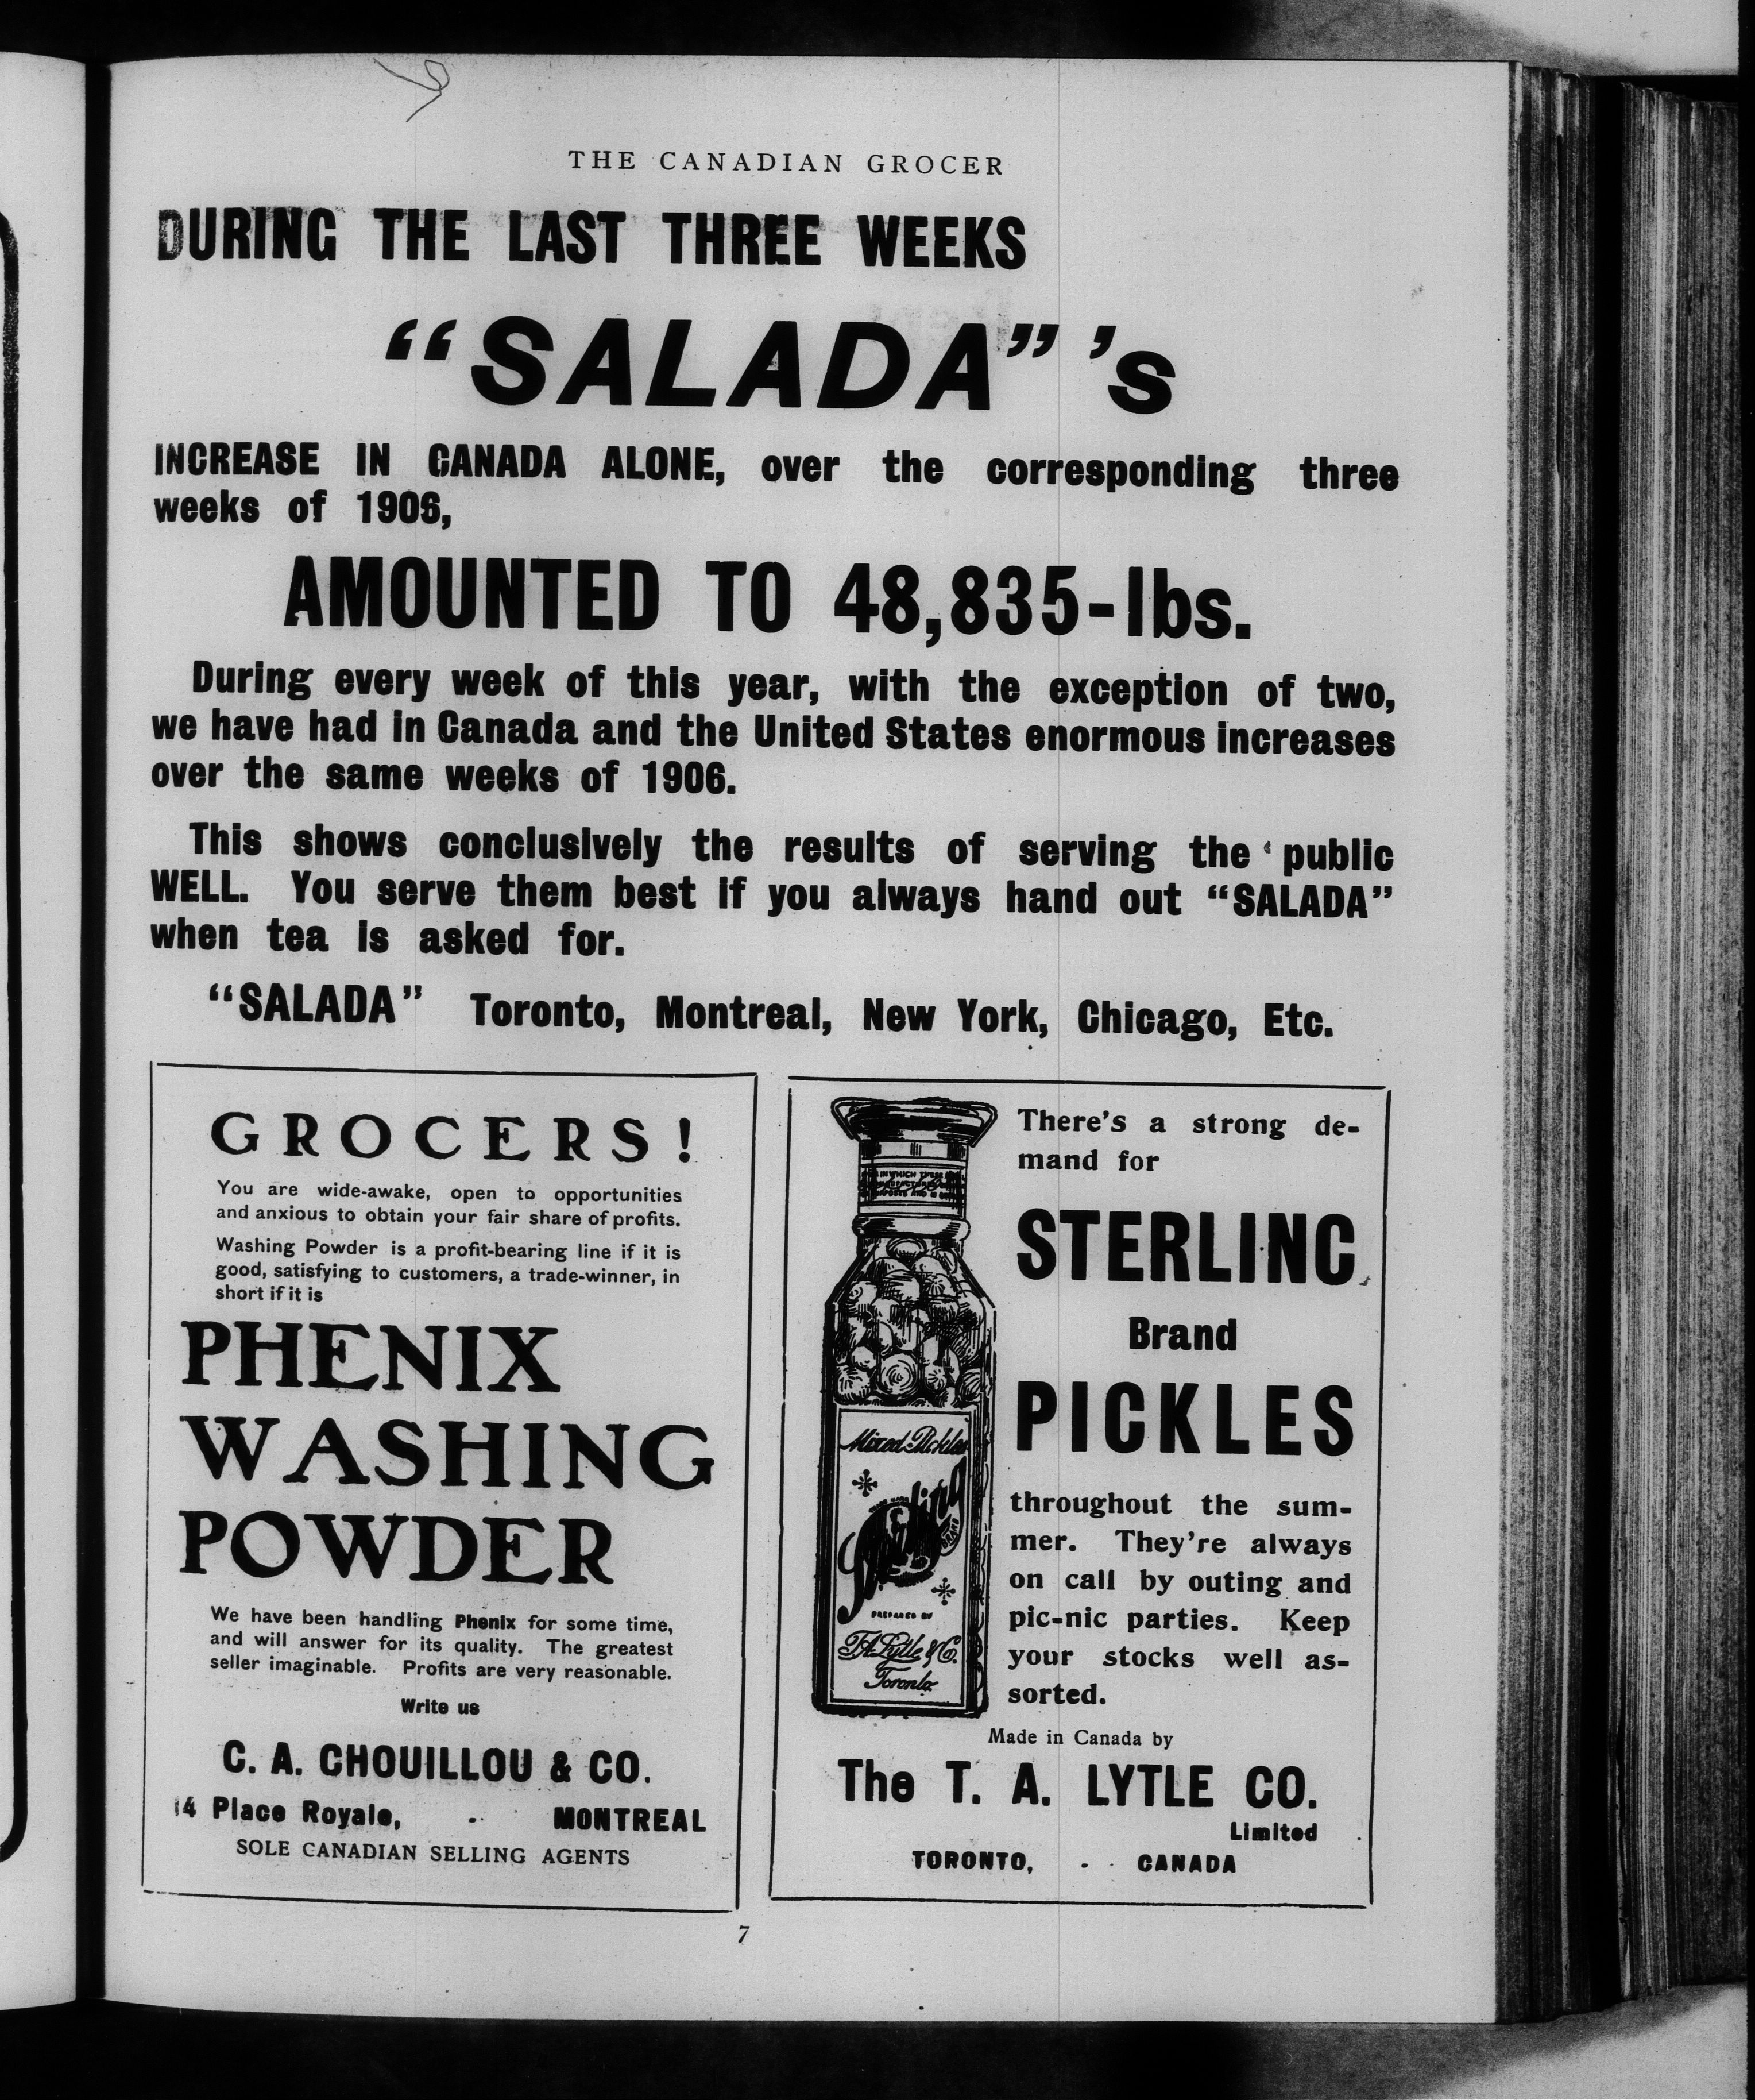 THE CANADIAN GROCER
DURING THE LAST THREE WEEKS
“SALADA” ’s
INCREASE IN CANADA ALONE, over the corresponding three
weeks of 1906,
AMOUNTED TO 48,835-lbs.
During every week of this year, with the exception of two,
we have had in Canada and the United States enormous increases
over the same weeks of 1906.
This shows conclusively the results of serving the public
WELL. You serve them best if you always hand out “SALADA”
when tea is asked for.
“SALADA” Toronto, Montreal, New York, Chicago, Etc.
GROCERS!
You are wide-awake, open to opportunities
and anxious to obtain your fair share of profits.
Washing Powder is a profit-bearing line if it is
good, satisfying to customers, a trade-winner, in
short if it is
PHENIX
WASHING
POWDER
We have been handling Phenix for some time,
and will answer for its quality. The greatest
seller imaginable. Profits are very reasonable.
Write us
C. A. CHOUILLOU & CO.
14 Place Royale, - MONTREAL
SOLE CANADIAN SELLING AGENTS
There’s a strong de-
mand for
STERLING
Brand
PICKLES
throughout the sum-
mer. They’re always
on call by outing and
pic-nic parties. Keep
your stocks well as-
sorted.
Mixed Pickles
Sterling
PREPARED BY
T.A. Lytle & Co.
Toronto.
Made in Canada by
The T. A. LYTLE CO.
Limited
TORONTO, - - CANADA
7